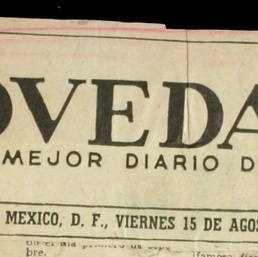 OVEDA
MEJOR DIARIO D
MEXICO, D. F., VIERNES 15 DE AGOS
bre.